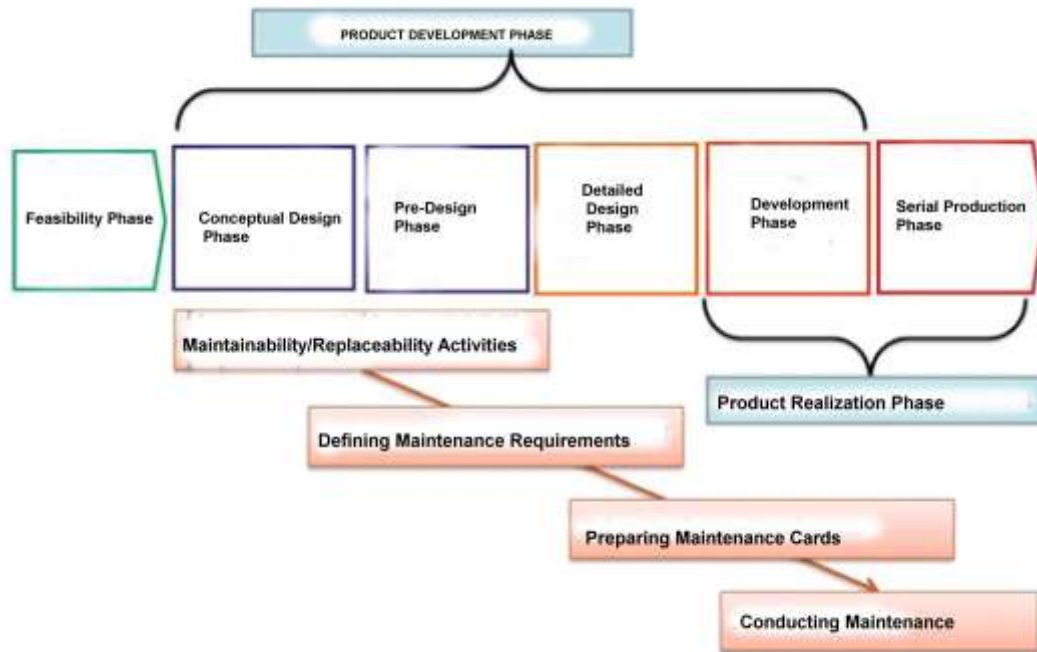 PRODUCT DEVELOPMENT PHASE
Feasibility Phase
Conceptual Design
Phase
Pre-Design
Phase
Detailed
Design
Phase
Development
Phase
Serial Production
Phase
Maintainability/Replaceability Activities
Product Realization Phase
Defining Maintenance Requirements
Preparing Maintenance Cards
Conducting Maintenance